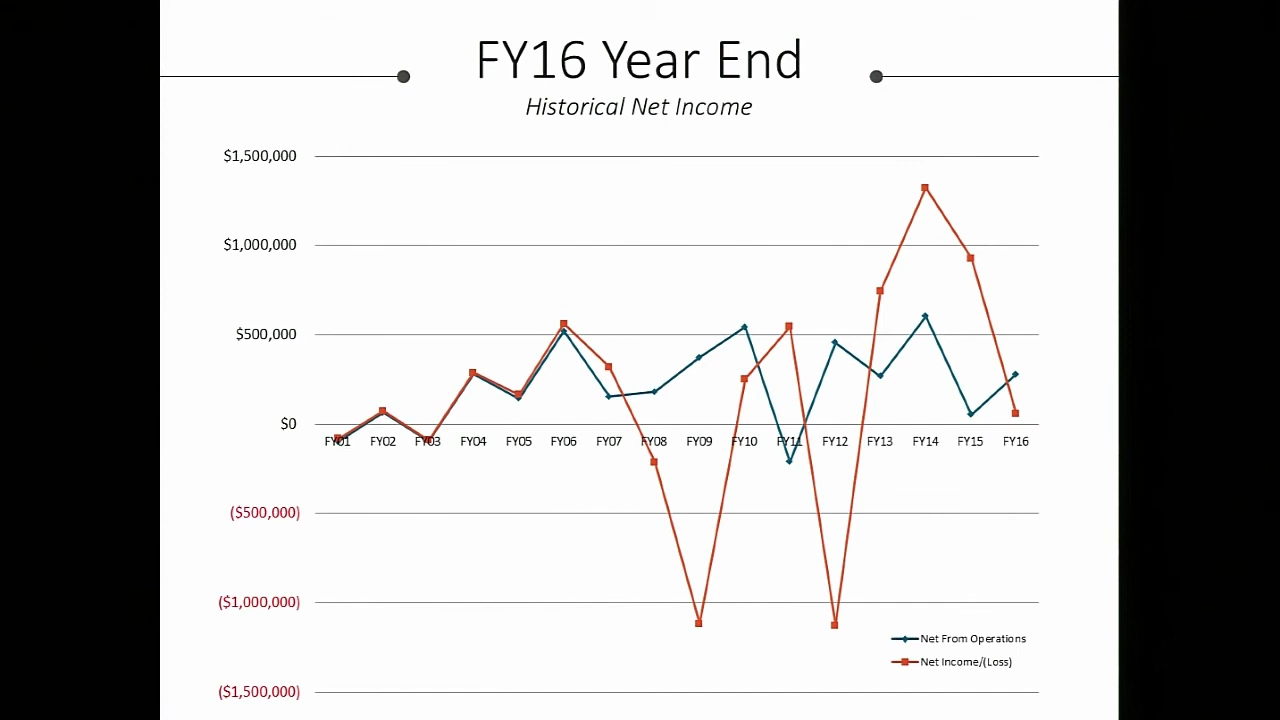 FY16 Year End
Historical Net Income
$1,500,000
$1,000,000
$500,000
$0
FY01 FY02 FY03 FY04 FY05 FY06 FY07 FY08 FY09 FY10 FY11 FY12 FY13 FY14 FY15 FY16
($500,000)
($1,000,000)
Net From Operations
Net Income/(Loss)
($1,500,000)